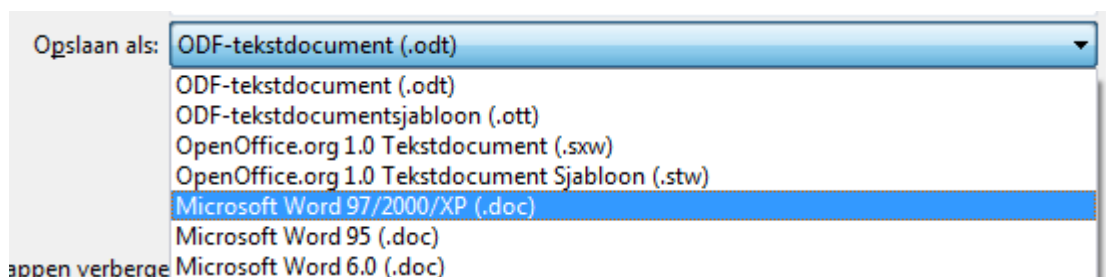 Opslaan als: ODF-tekstdocument (.odt)
ODF-tekstdocument (.odt)
ODF-tekstdocumentsjabloon (.ott)
OpenOffice.org 1.0 Tekstdocument (.sxw)
OpenOffice.org 1.0 Tekstdocument Sjabloon (.stw)
Microsoft Word 97/2000/XP (.doc)
Microsoft Word 95 (.doc)
appen verberge Microsoft Word 6.0 (.doc)